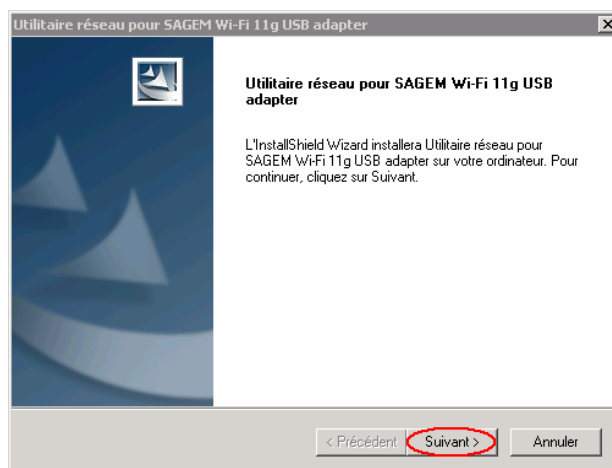 Utilitaire réseau pour SAGEM Wi-Fi 11g USB adapter
Utilitaire réseau pour SAGEM Wi-Fi 11g USB
adapter
L'InstallShield Wizard installera Utilitaire réseau pour
SAGEM Wi-Fi 11g USB adapter sur votre ordinateur. Pour
continuer, cliquez sur Suivant.
< Précédent Suivant > Annuler